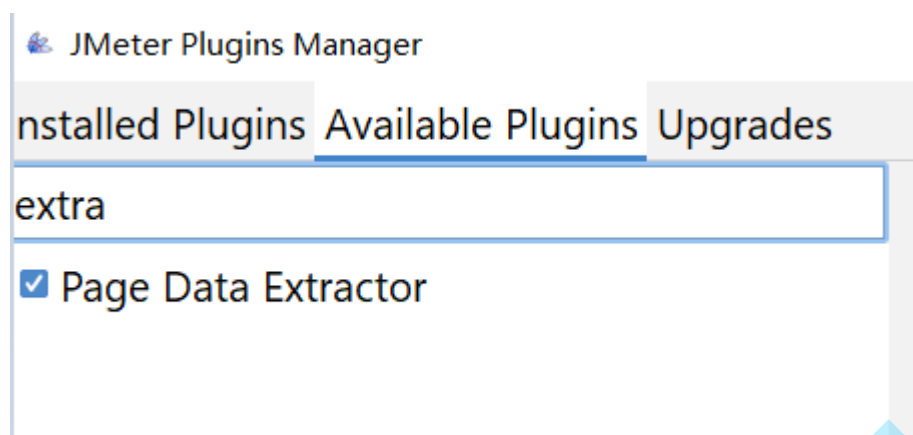 JMeter Plugins Manager
nstalled Plugins Available Plugins Upgrades
extra
Page Data Extractor